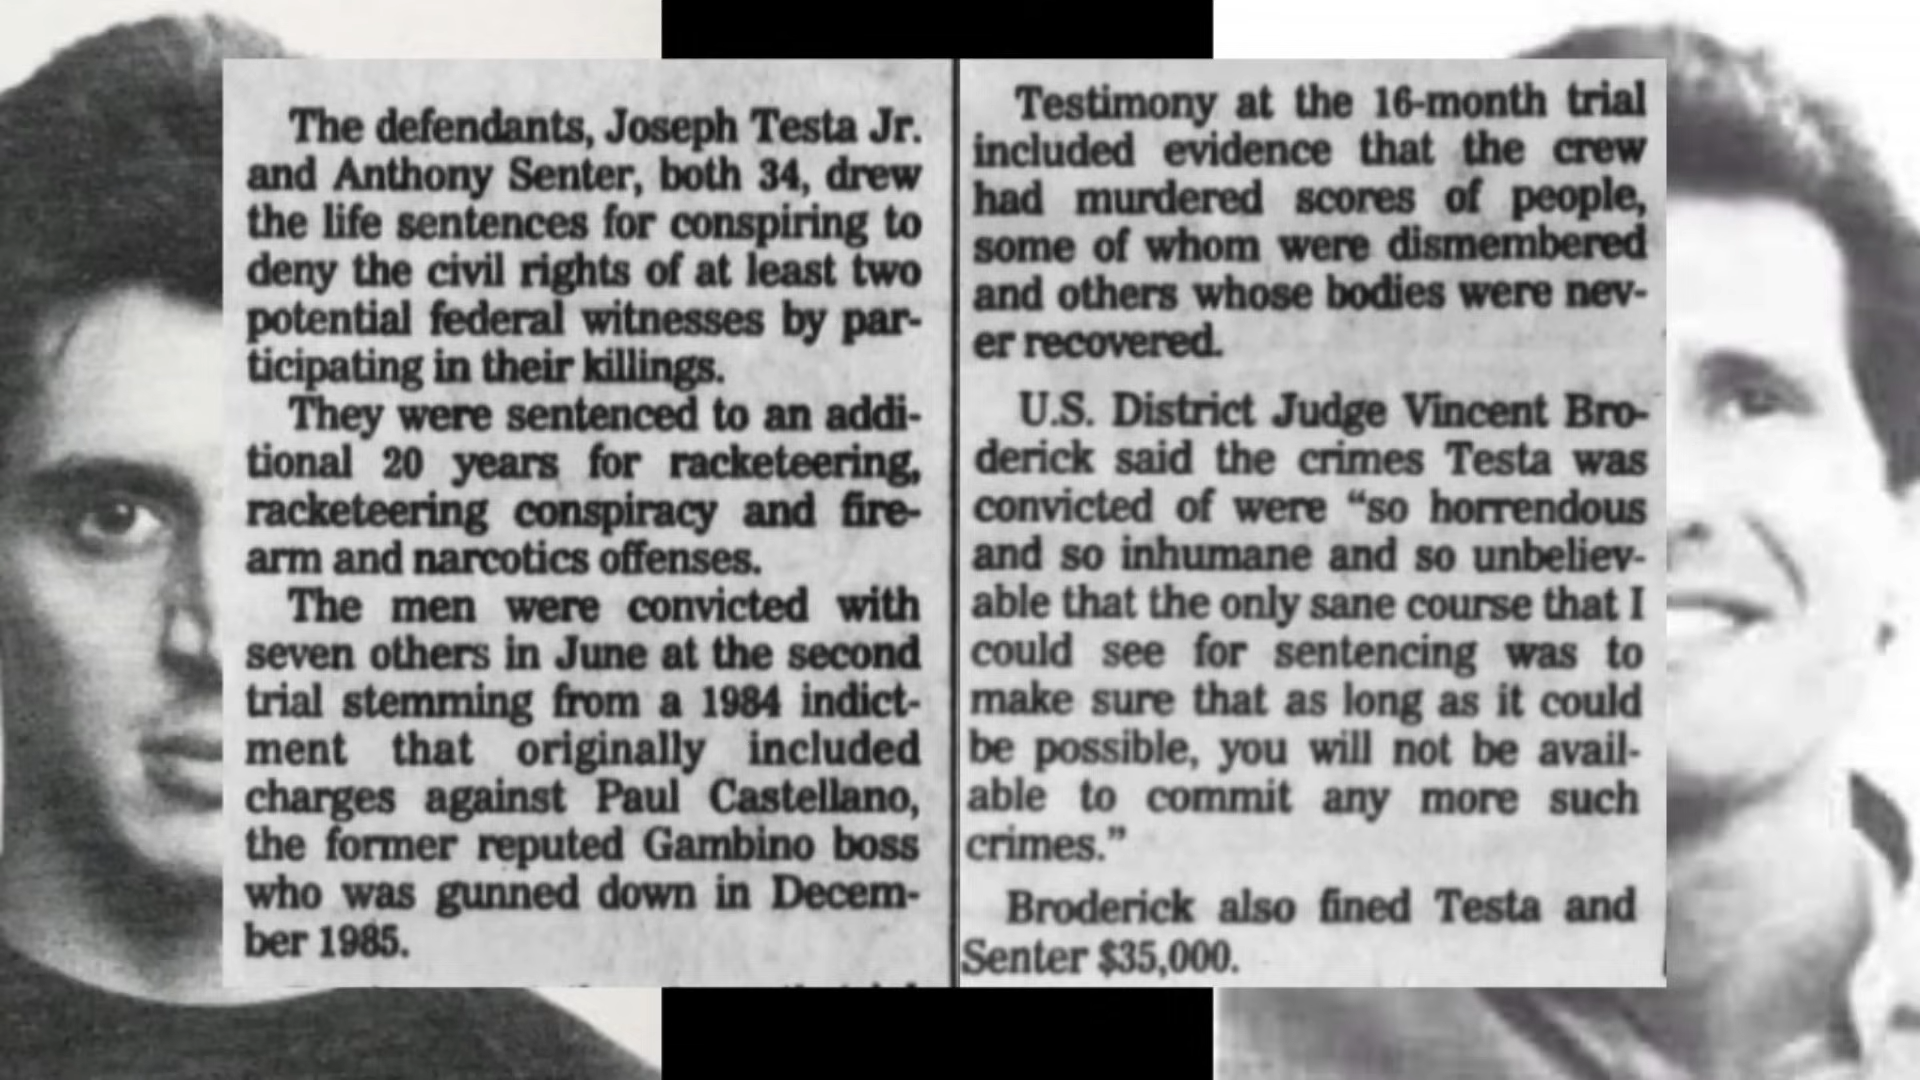 The defendants, Joseph Testa Jr.
and Anthony Senter, both 34, drew
the life sentences for conspiring to
deny the civil rights of at least two
potential federal witnesses by par-
ticipating in their killings.
They were sentenced to an addi-
tional 20 years for racketeering,
racketeering conspiracy and fire-
arm and narcotics offenses.
The men were convicted with
seven others in June at the second
trial stemming from a 1984 indict-
ment that originally included
charges against Paul Castellano,
the former reputed Gambino boss
who was gunned down in Decem-
ber 1985.
Testimony at the 16-month trial
included evidence that the crew
had murdered scores of people,
some of whom were dismembered
and others whose bodies were nev-
er recovered.
U.S. District Judge Vincent Bro-
derick said the crimes Testa was
convicted of were “so horrendous
and so inhumane and so unbeliev-
able that the only sane course that I
could see for sentencing was to
make sure that as long as it could
be possible, you will not be avail-
able to commit any more such
crimes.”
Broderick also fined Testa and
Senter $35,000.